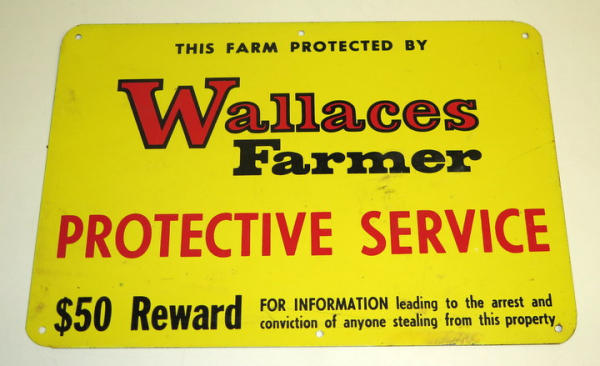 THIS FARM PROTECTED BY
Wallaces
Farmer
PROTECTIVE SERVICE
$50 Reward
FOR INFORMATION leading to the arrest and
conviction of anyone stealing from this property